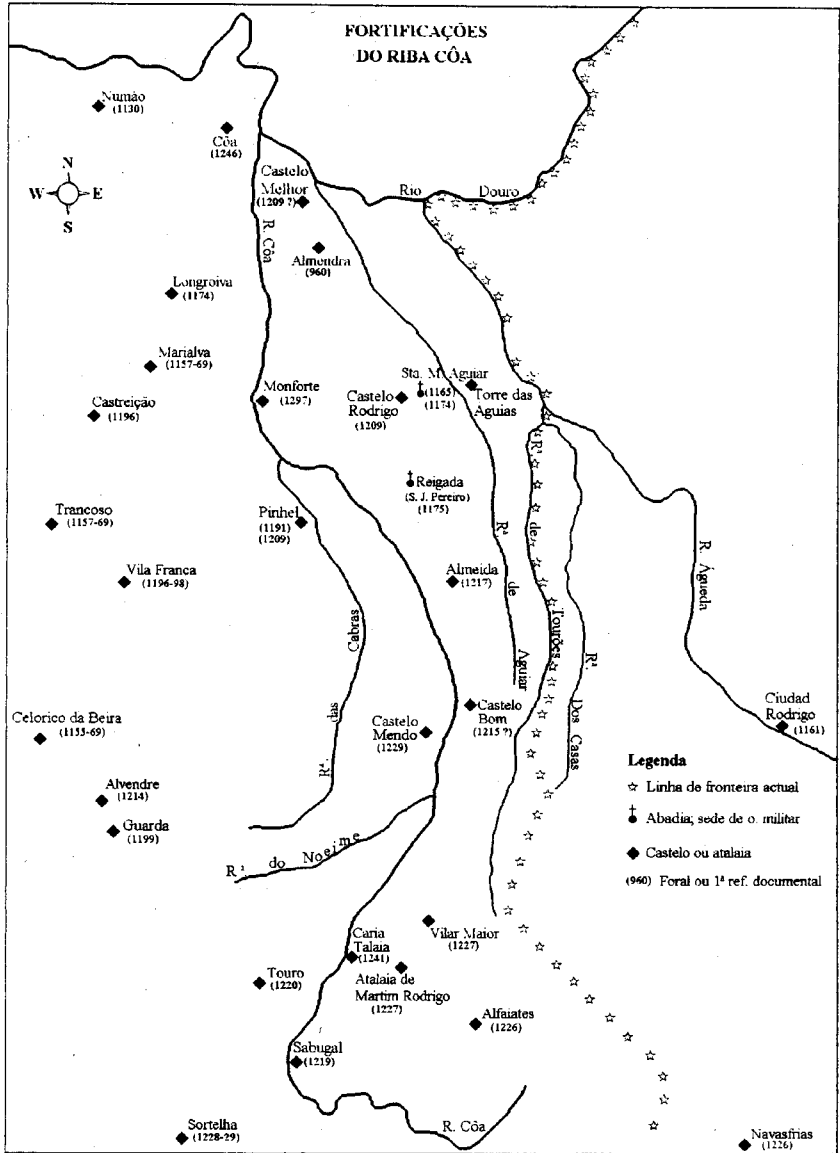 FORTIFICAÇÕES
DO RIBA CÔA
Numão
(1130)
Côa
(1246)
N
W
E
S
Castelo
Melhor
(1209 ?)
Rio
Douro
R. Côa
Almendra
(960)
Longroiva
(1174)
Marialva
(1157-69)
Castreição
(1196)
Monforte
(1297)
Castelo
Rodrigo
(1209)
Sta. M. Aguiar
(1165)
(1174)
Torre das
Aguias
Reigada
(S. J. Pereiro)
(1175)
Trancoso
(1157-69)
Pinhel
(1191)
(1209)
Vila Franca
(1196-98)
Almeida
(1217)
Rª. de Aguiar
Rª. de Tourões
Rª. Dos Casas
R. Águeda
Rª. das Cabras
Celorico da Beira
(1155-69)
Castelo
Mendo
(1229)
Castelo
Bom
(1215 ?)
Ciudad
Rodrigo
(1161)
Alvendre
(1214)
Guarda
(1199)
Rª do Noeime
Legenda
Linha de fronteira actual
Abadia; sede de o. militar
Castelo ou atalaia
(960) Foral ou 1ª ref. documental
Vilar Maior
(1227)
Caria
Talaia
(1241)
Touro
(1220)
Atalaia de
Martim Rodrigo
(1227)
Alfaiates
(1226)
Sabugal
(1219)
R. Côa
Sortelha
(1228-29)
Navasfrias
(1226)